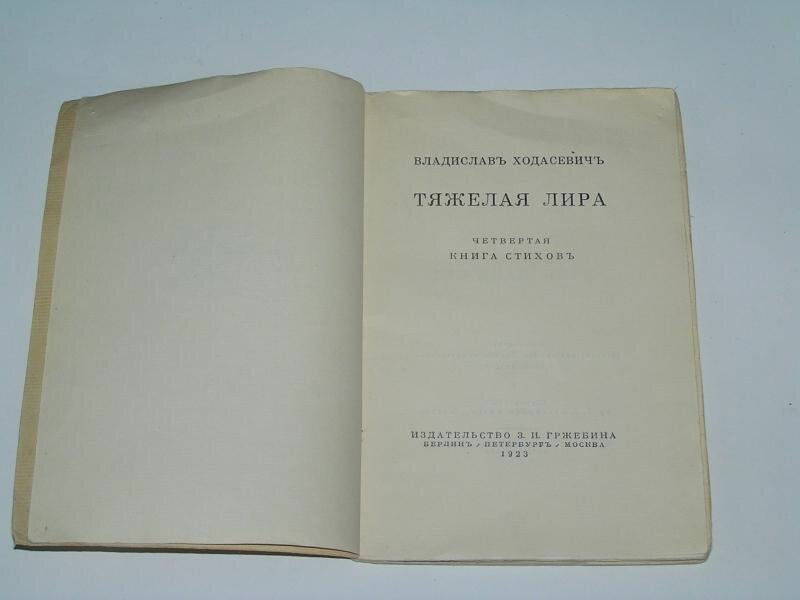 ВЛАДИСЛАВЪ ХОДАСЕВИЧЪ
ТЯЖЕЛАЯ ЛИРА
ЧЕТВЕРТАЯ
КНИГА СТИХОВЪ
ИЗДАТЕЛЬСТВО З. И. ГРЖЕБИНА
БЕРЛИНЪ / ПЕТЕРБУРГЪ / МОСКВА
1923